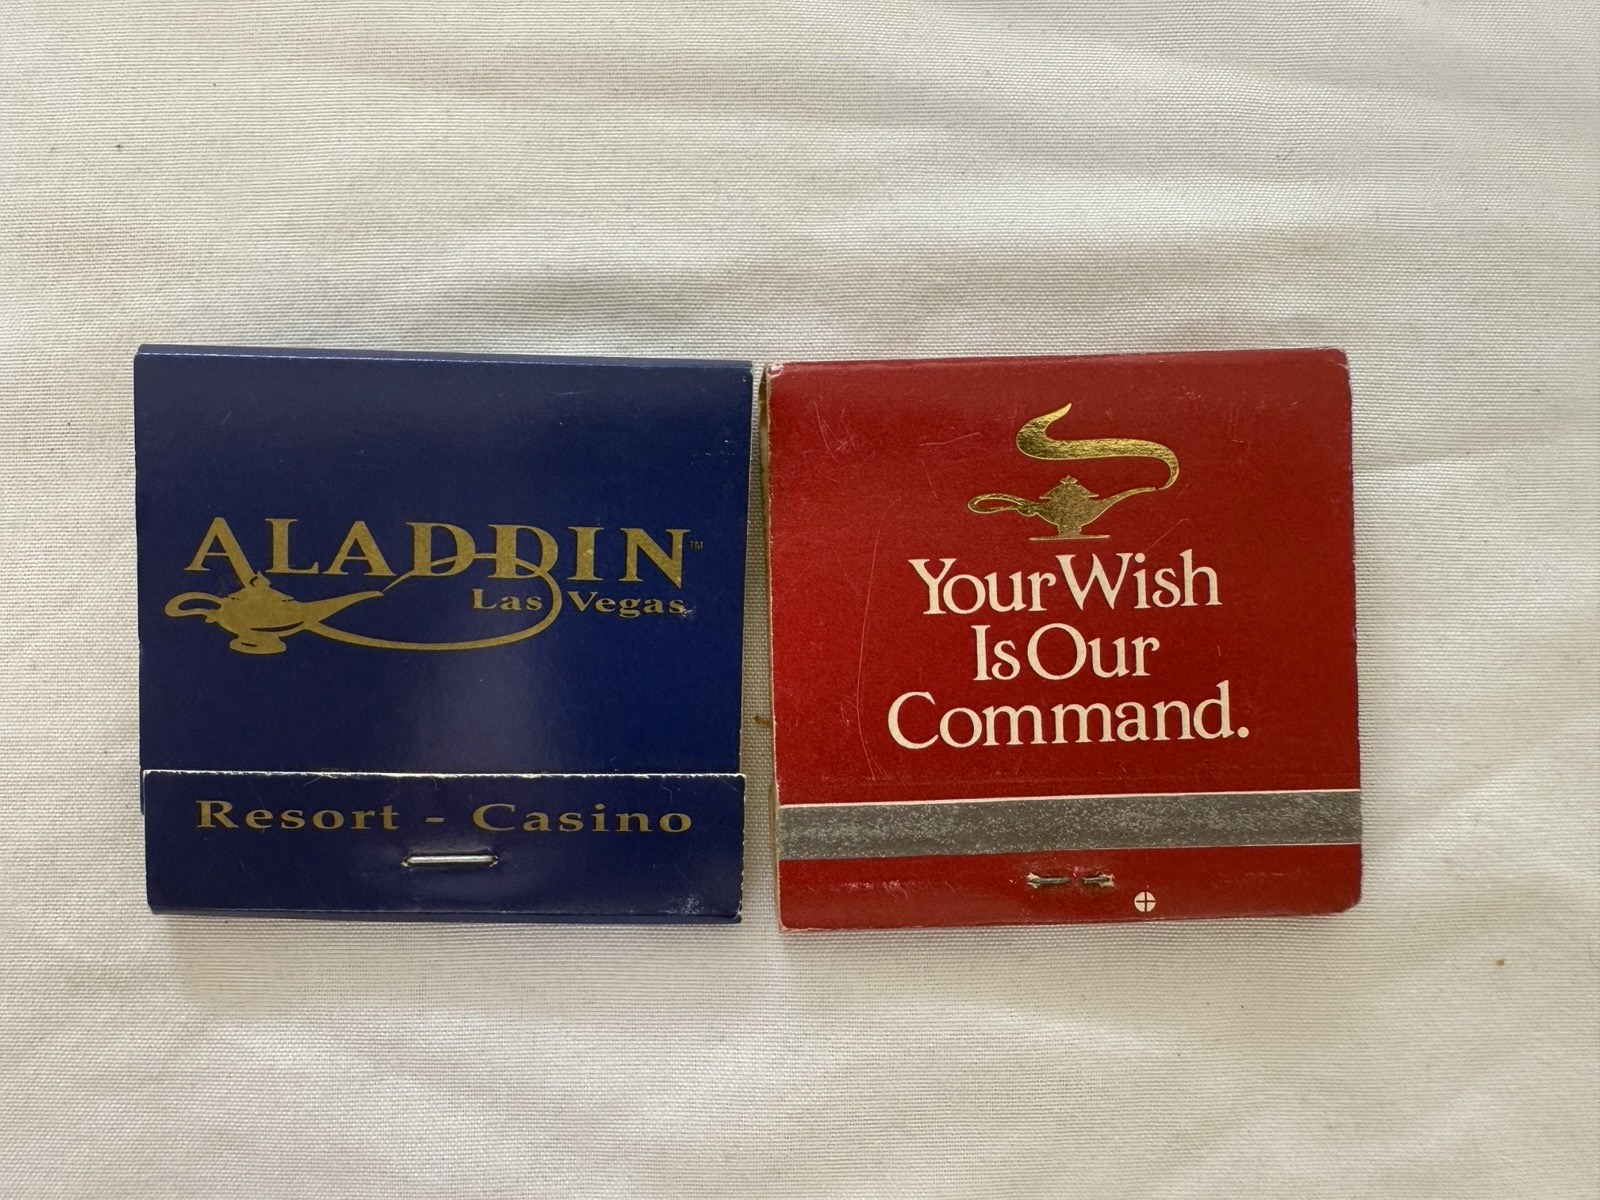 ALADDIN™
Las Vegas
Resort - Casino
Your Wish
Is Our
Command.